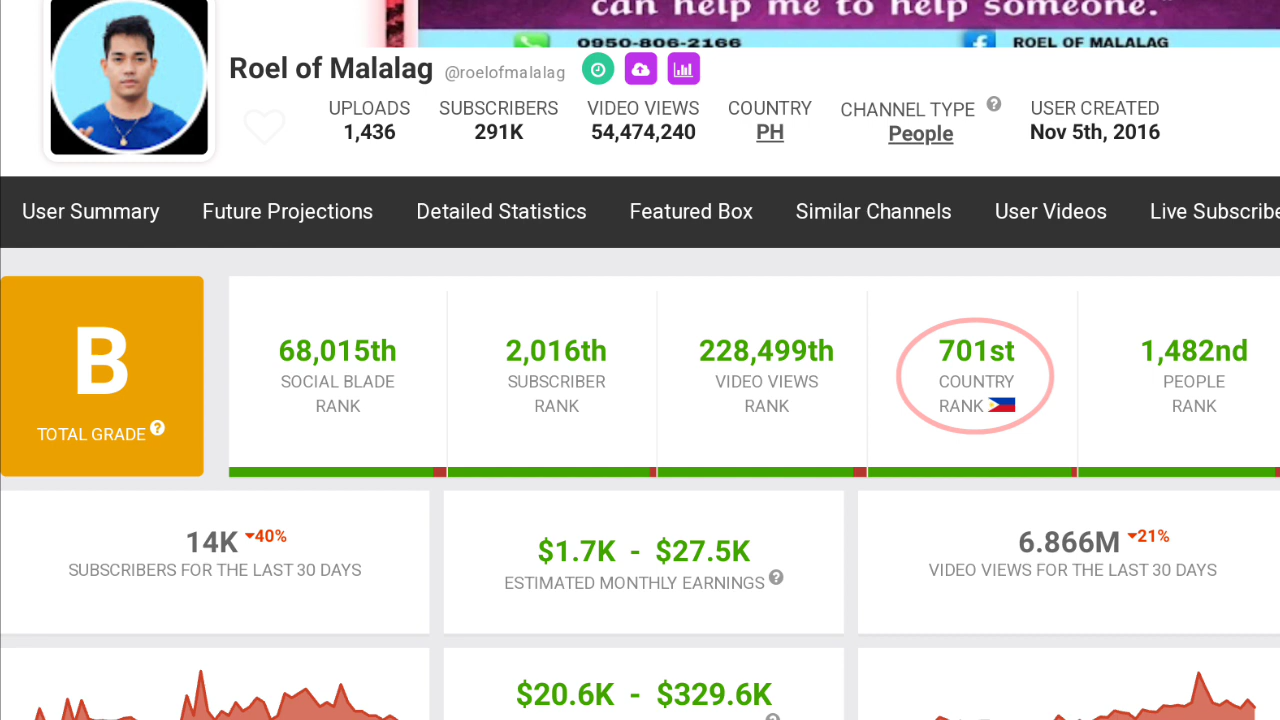 can help me to help someone."
0950-806-2166
ROEL OF MALALAG
Roel of Malalag @roelofmalalag
UPLOADS
1,436
SUBSCRIBERS
291K
VIDEO VIEWS
54,474,240
COUNTRY
PH
CHANNEL TYPE
People
USER CREATED
Nov 5th, 2016
User Summary Future Projections Detailed Statistics Featured Box Similar Channels User Videos Live Subscribe
B
TOTAL GRADE
68,015th
SOCIAL BLADE
RANK
2,016th
SUBSCRIBER
RANK
228,499th
VIDEO VIEWS
RANK
701st
COUNTRY
RANK
1,482nd
PEOPLE
RANK
14K 40%
SUBSCRIBERS FOR THE LAST 30 DAYS
$1.7K - $27.5K
ESTIMATED MONTHLY EARNINGS
6.866M 21%
VIDEO VIEWS FOR THE LAST 30 DAYS
$20.6K - $329.6K